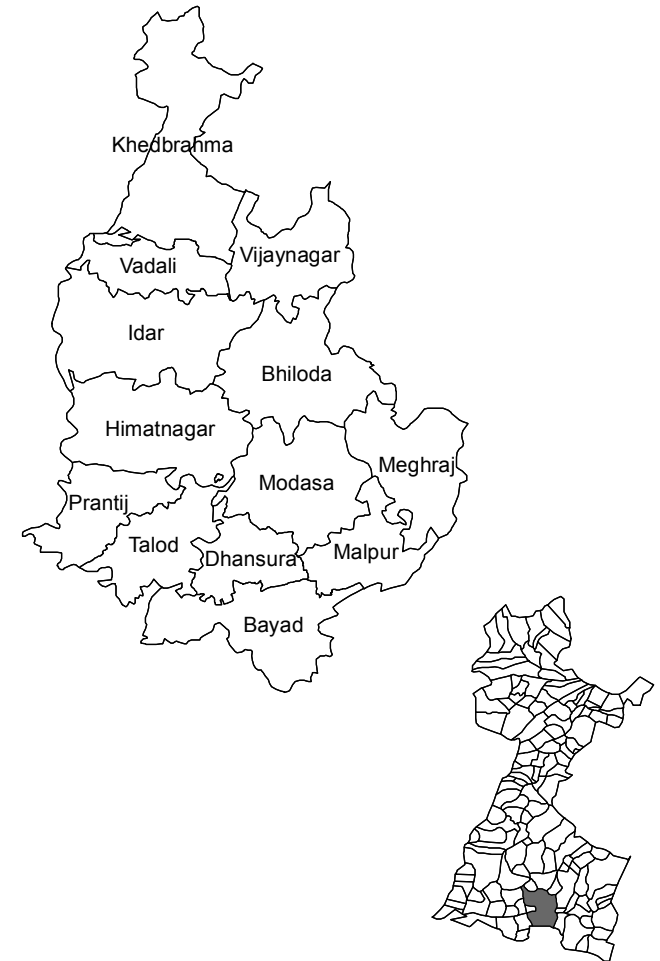 Khedbrahma
Vijaynagar
Vadali
Idar
Bhiloda
Himatnagar
Meghraj
Modasa
Prantij
Talod
Malpur
Dhansura
Bayad